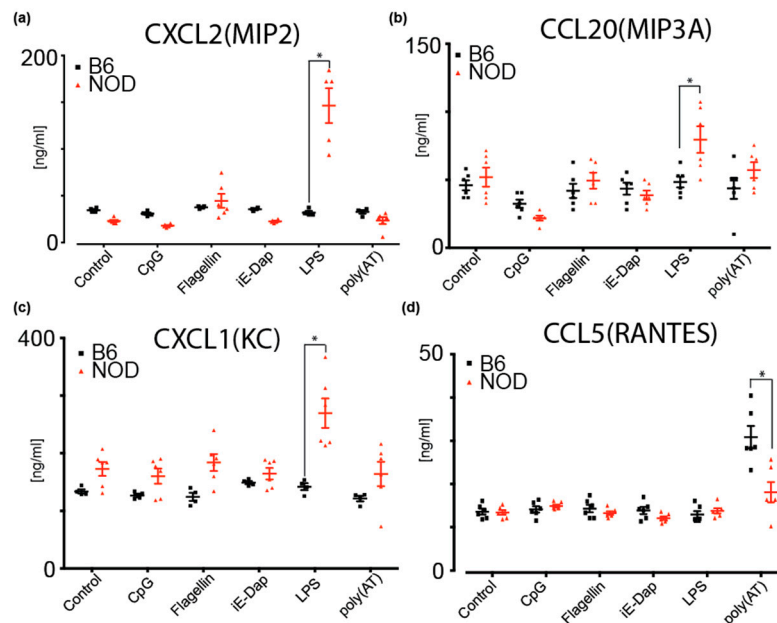 (a)
CXCL2(MIP2)
200
B6
NOD
*
[ng/ml]
0
Control
CpG
Flagellin
iE-Dap
LPS
poly(AT)
(b)
CCL20(MIP3A)
150
B6
NOD
*
[ng/ml]
0
Control
CpG
Flagellin
iE-Dap
LPS
poly(AT)
(c)
CXCL1(KC)
400
B6
NOD
*
[ng/ml]
0
Control
CpG
Flagellin
iE-Dap
LPS
poly(AT)
(d)
CCL5(RANTES)
50
B6
NOD
*
[ng/ml]
0
Control
CpG
Flagellin
iE-Dap
LPS
poly(AT)